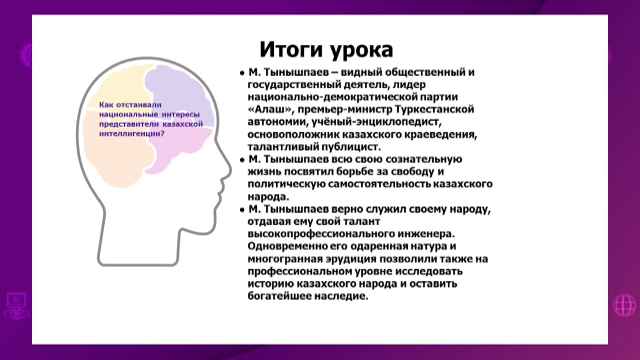 Итоги урока
Как отстаивали
национальные интересы
представители казахской
интеллигенции?
• М. Тынышпаев – видный общественный и
государственный деятель, лидер
национально-демократической партии
«Алаш», премьер-министр Туркестанской
автономии, учёный-энциклопедист,
основоположник казахского краеведения,
талантливый публицист.
• М. Тынышпаев всю свою сознательную
жизнь посвятил борьбе за свободу и
политическую самостоятельность казахского
народа.
• М. Тынышпаев верно служил своему народу,
отдавая ему свой талант
высокопрофессионального инженера.
Одновременно его одаренная натура и
многогранная эрудиция позволили также на
профессиональном уровне исследовать
историю казахского народа и оставить
богатейшее наследие.